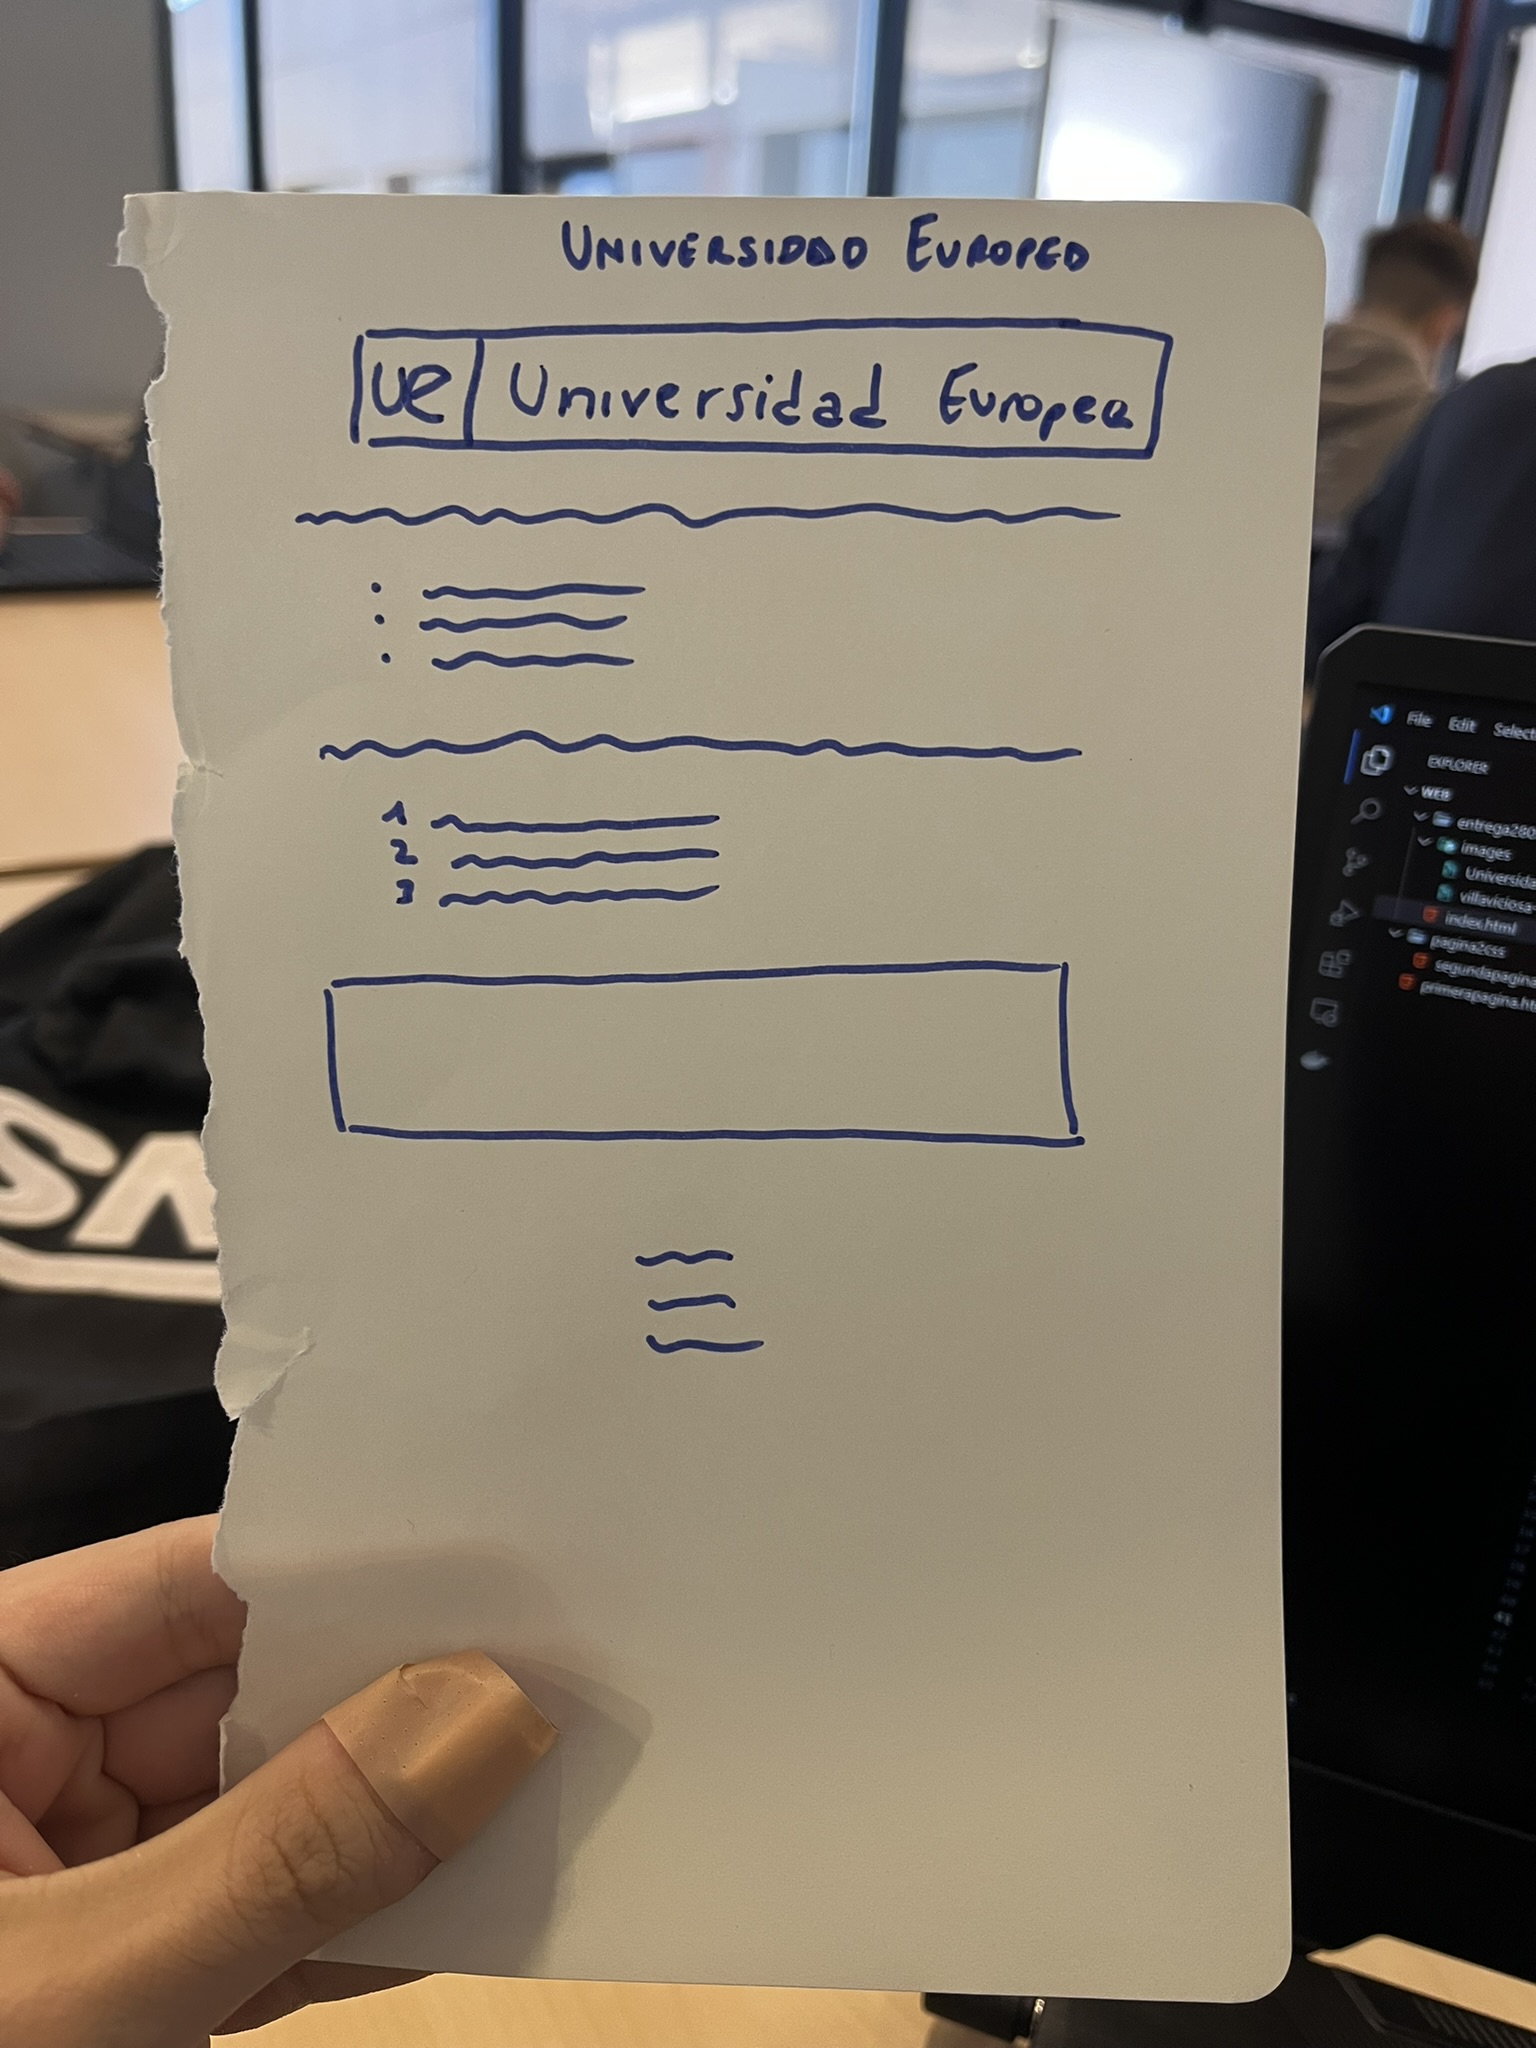 UNIVERSIDAD EUROPEA
ue Universidad Europea
1
2
3
File Edit Select
EXPLORER
WEB
images
Universida
villaviciosa-
index.html
pagina2css
segundapagina
primerapagina.ht
SA